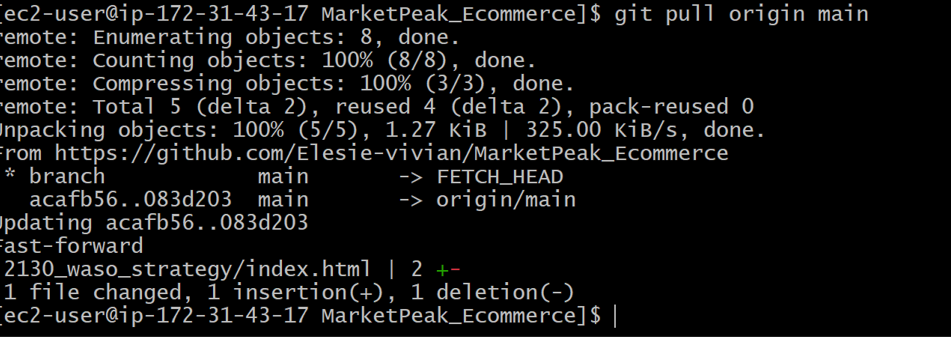 [ec2-user@ip-172-31-43-17 MarketPeak_Ecommerce]$ git pull origin main
remote: Enumerating objects: 8, done.
remote: Counting objects: 100% (8/8), done.
remote: Compressing objects: 100% (3/3), done.
remote: Total 5 (delta 2), reused 4 (delta 2), pack-reused 0
Unpacking objects: 100% (5/5), 1.27 KiB | 325.00 KiB/s, done.
From https://github.com/Elesie-vivian/MarketPeak_Ecommerce
* branch main -> FETCH_HEAD
acafb56..083d203 main -> origin/main
Updating acafb56..083d203
Fast-forward
2130_waso_strategy/index.html | 2 +-
1 file changed, 1 insertion(+), 1 deletion(-)
[ec2-user@ip-172-31-43-17 MarketPeak_Ecommerce]$